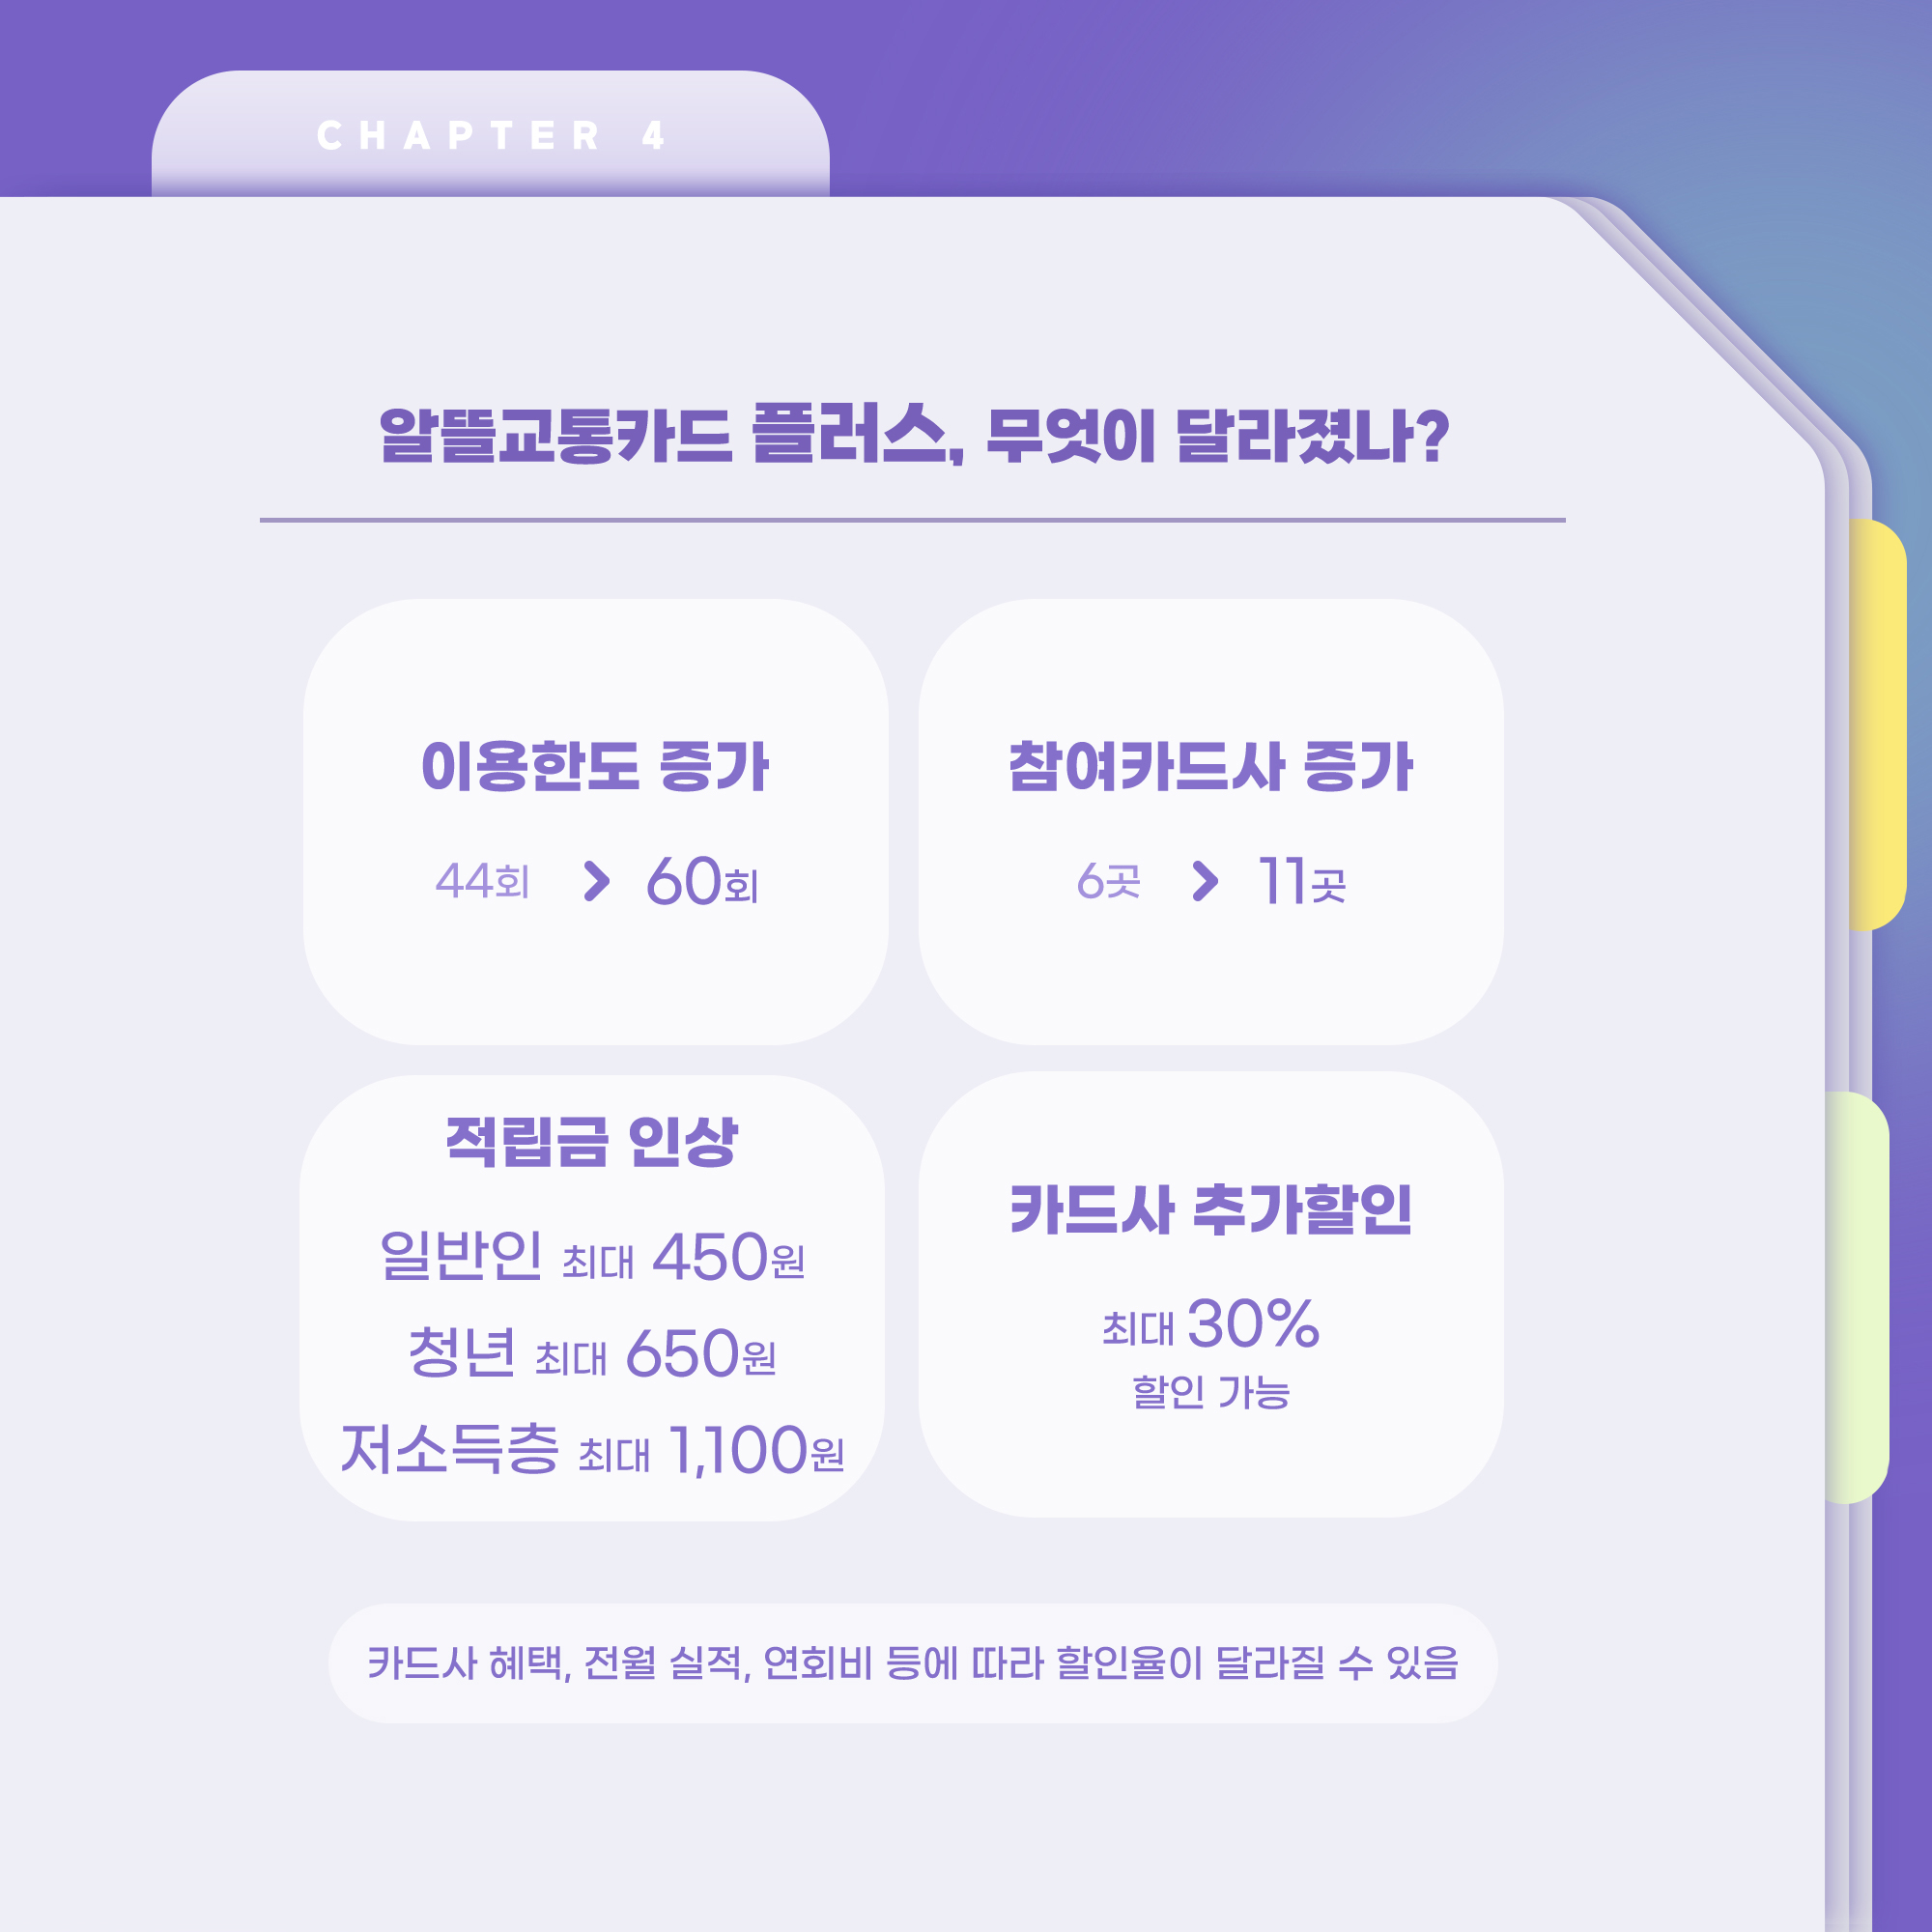 CHAPTER 4
알뜰교통카드 플러스, 무엇이 달라졌나?
이용한도 증가
44회 > 60회
참여카드사 증가
6곳 > 11곳
적립금 인상
일반인 최대 450원
청년 최대 650원
저소득층 최대 1,100원
카드사 추가할인
최대 30%
할인 가능
카드사 혜택, 전월 실적, 연회비 등에 따라 할인율이 달라질 수 있음